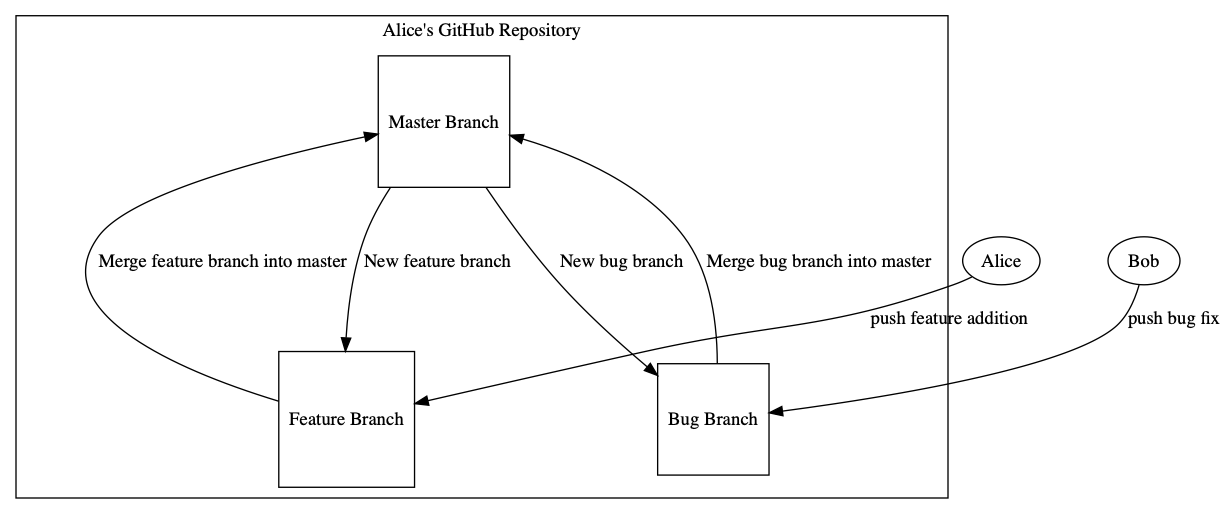 Alice's GitHub Repository
Master Branch
Merge feature branch into master
New feature branch
New bug branch
Merge bug branch into master
Alice
Bob
push feature addition
push bug fix
Feature Branch
Bug Branch